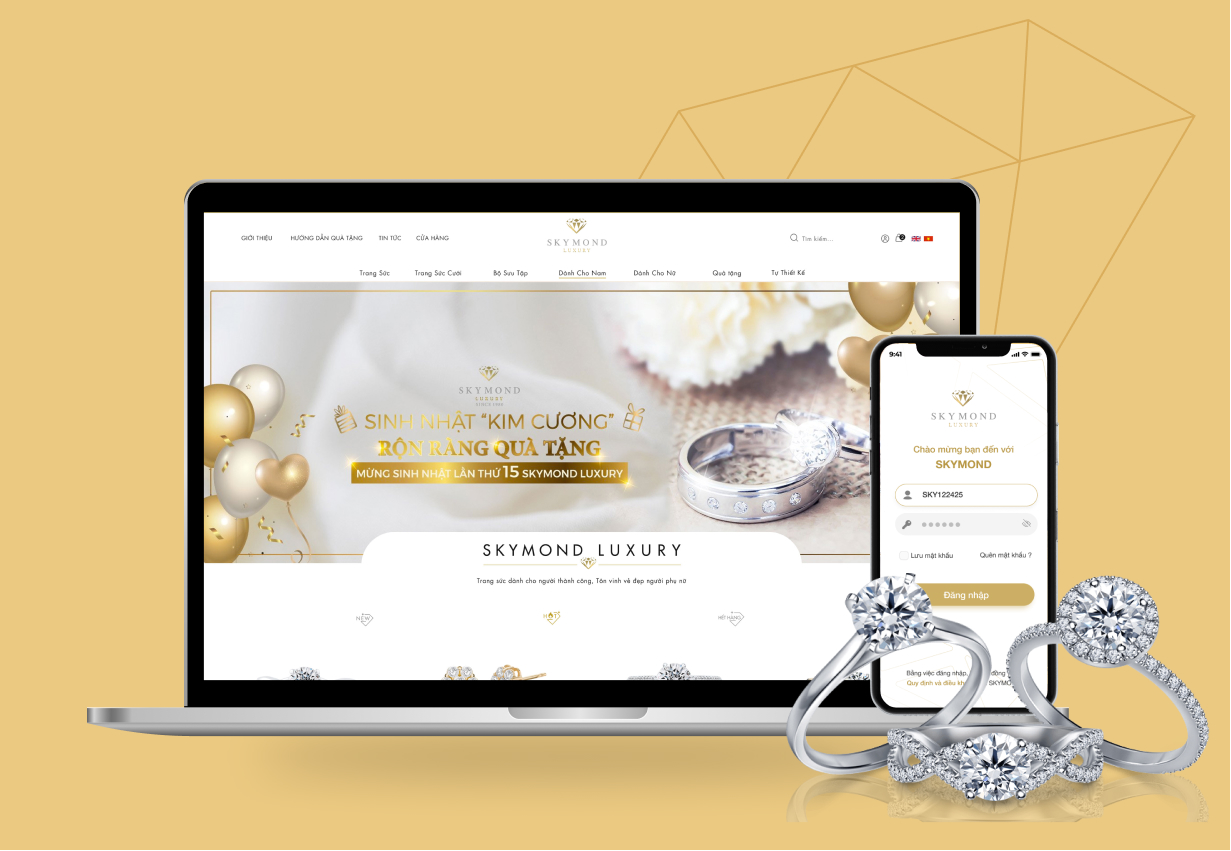 GIỚI THIỆU HƯỚNG DẪN QUÀ TẶNG TIN TỨC CỬA HÀNG
SKYMOND
LUXURY
Tìm kiếm...
2
Trang Sức Trang Sức Cưới Bộ Sưu Tập Dành Cho Nam Dành Cho Nữ Quà tặng Tự Thiết Kế
SKYMOND
LUXURY
SINCE
SINH NHẬT “KIM CƯƠNG”
RỘN RÀNG QUÀ TẶNG
MỪNG SINH NHẬT LẦN THỨ 15 SKYMOND LUXURY
SKYMOND LUXURY
Trang sức dành cho người thành công, Tôn vinh vẻ đẹp người phụ nữ
NEW HOT HẾT HÀNG
9:41
SKYMOND
LUXURY
Chào mừng bạn đến với
SKYMOND
SKY122425
Lưu mật khẩu Quên mật khẩu ?
Đăng nhập
Bằng việc đăng nhập, đồng
Quy định và điều SKYMO